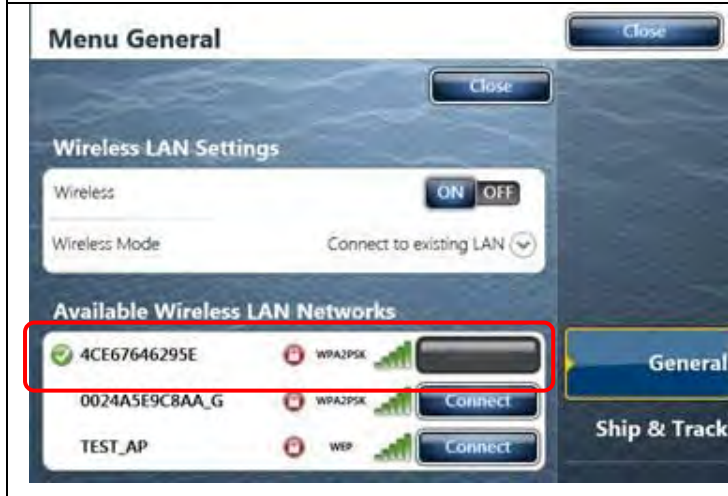 Menu General Close
Close
Wireless LAN Settings
Wireless ON OFF
Wireless Mode Connect to existing LAN
Available Wireless LAN Networks
4CE67646295E WPA2PSK
0024A5E9C8AA_G WPA2PSK Connect
TEST_AP WEP Connect
General
Ship & Track